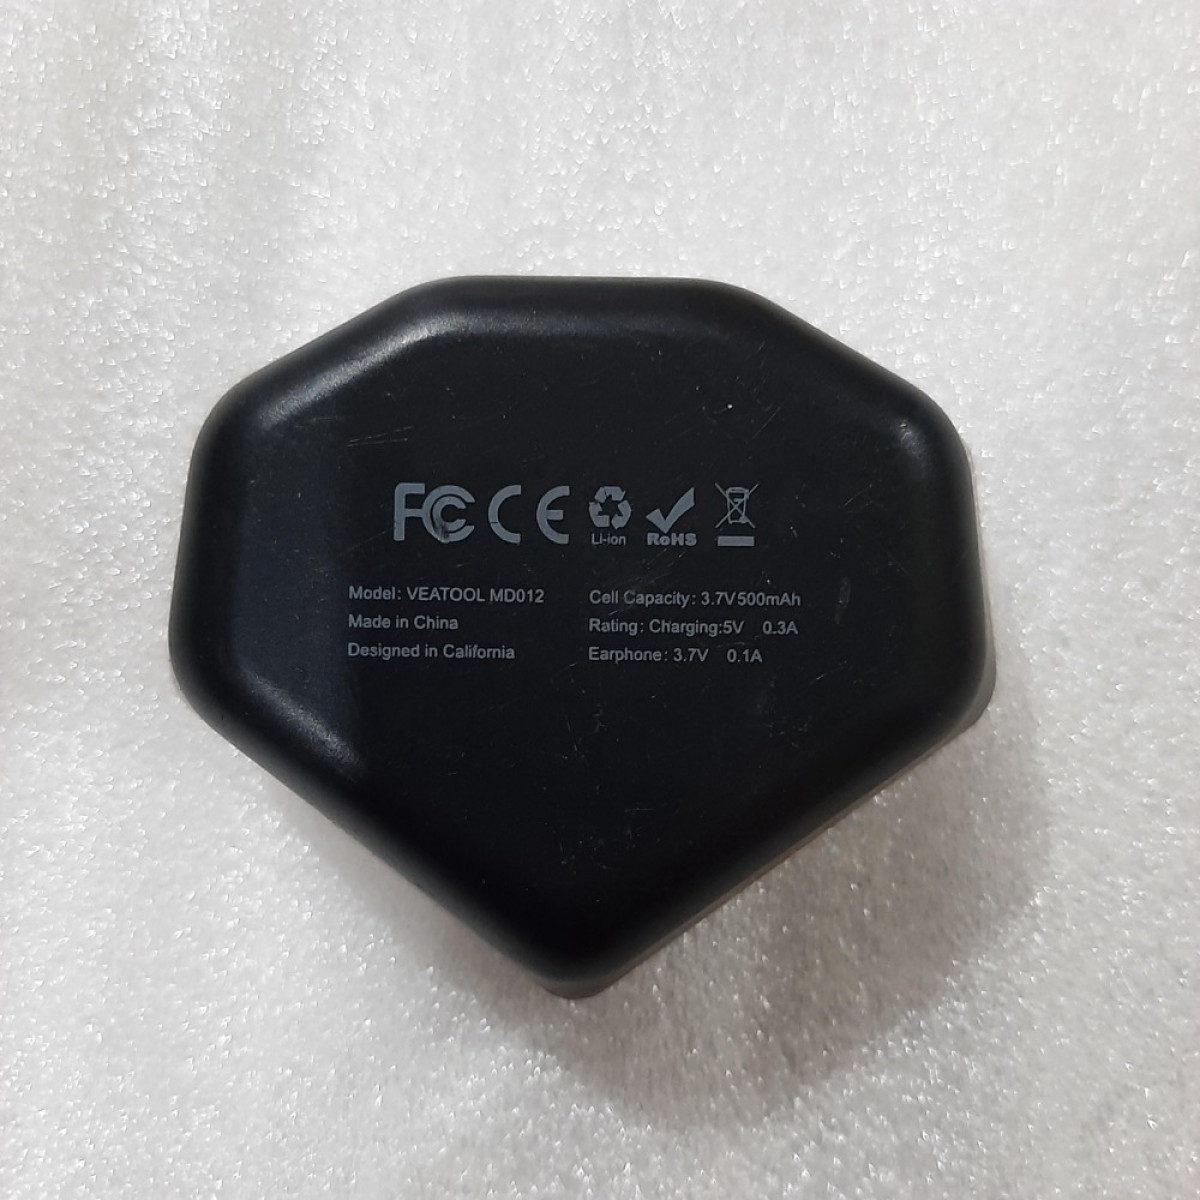 FC CE
Li-ion RoHS
Model: VEATOOL MD012
Made in China
Designed in California
Cell Capacity: 3.7V 500mAh
Rating: Charging:5V 0.3A
Earphone: 3.7V 0.1A